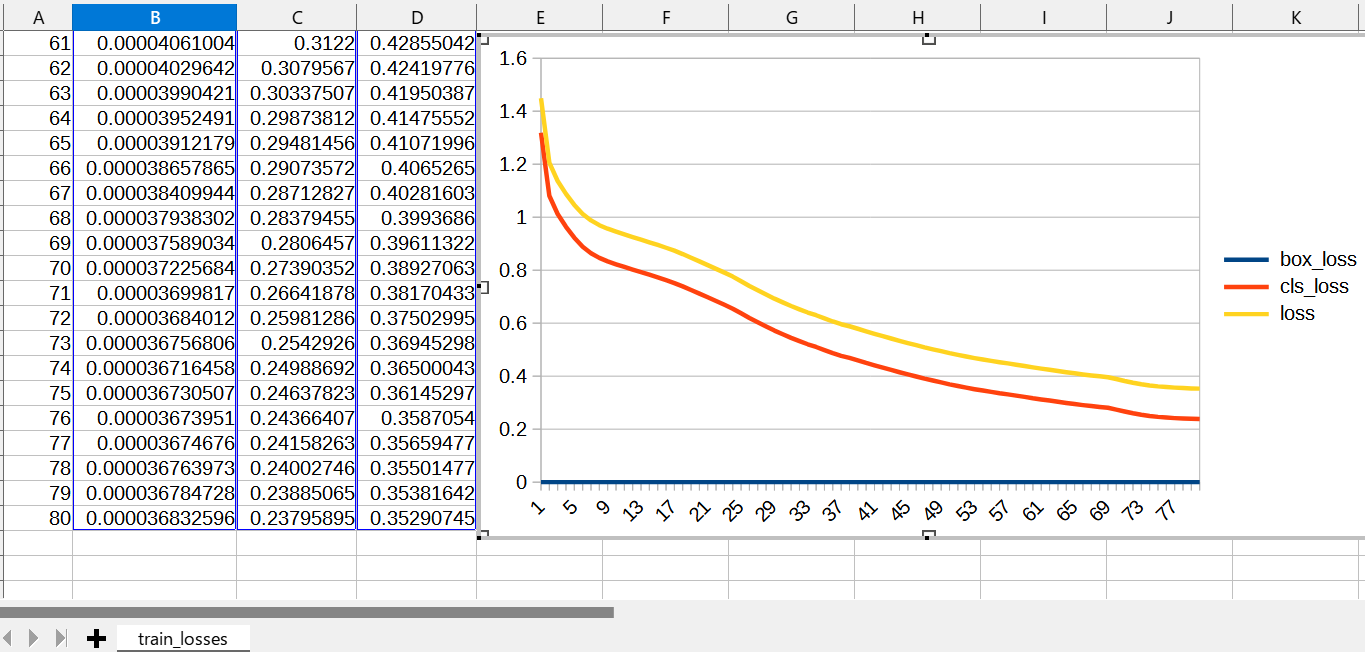 A B C D E F G H I J K
61 0.00004061004 0.3122 0.42855042
62 0.00004029642 0.3079567 0.42419776
63 0.00003990421 0.30337507 0.41950387
64 0.00003952491 0.29873812 0.41475552
65 0.00003912179 0.29481456 0.41071996
66 0.000038657865 0.29073572 0.4065265
67 0.000038409944 0.28712827 0.40281603
68 0.000037938302 0.28379455 0.3993686
69 0.000037589034 0.2806457 0.39611322
70 0.000037225684 0.27390352 0.38927063
71 0.00003699817 0.26641878 0.38170433
72 0.00003684012 0.25981286 0.37502995
73 0.000036756806 0.2542926 0.36945298
74 0.000036716458 0.24988692 0.36500043
75 0.000036730507 0.24637823 0.36145297
76 0.00003673951 0.24366407 0.3587054
77 0.00003674676 0.24158263 0.35659477
78 0.000036763973 0.24002746 0.35501477
79 0.000036784728 0.23885065 0.35381642
80 0.000036832596 0.23795895 0.35290745
1.6
1.4
1.2
1
0.8
0.6
0.4
0.2
0
1 5 9 13 17 21 25 29 33 37 41 45 49 53 57 61 65 69 73 77
box_loss
cls_loss
loss
train_losses